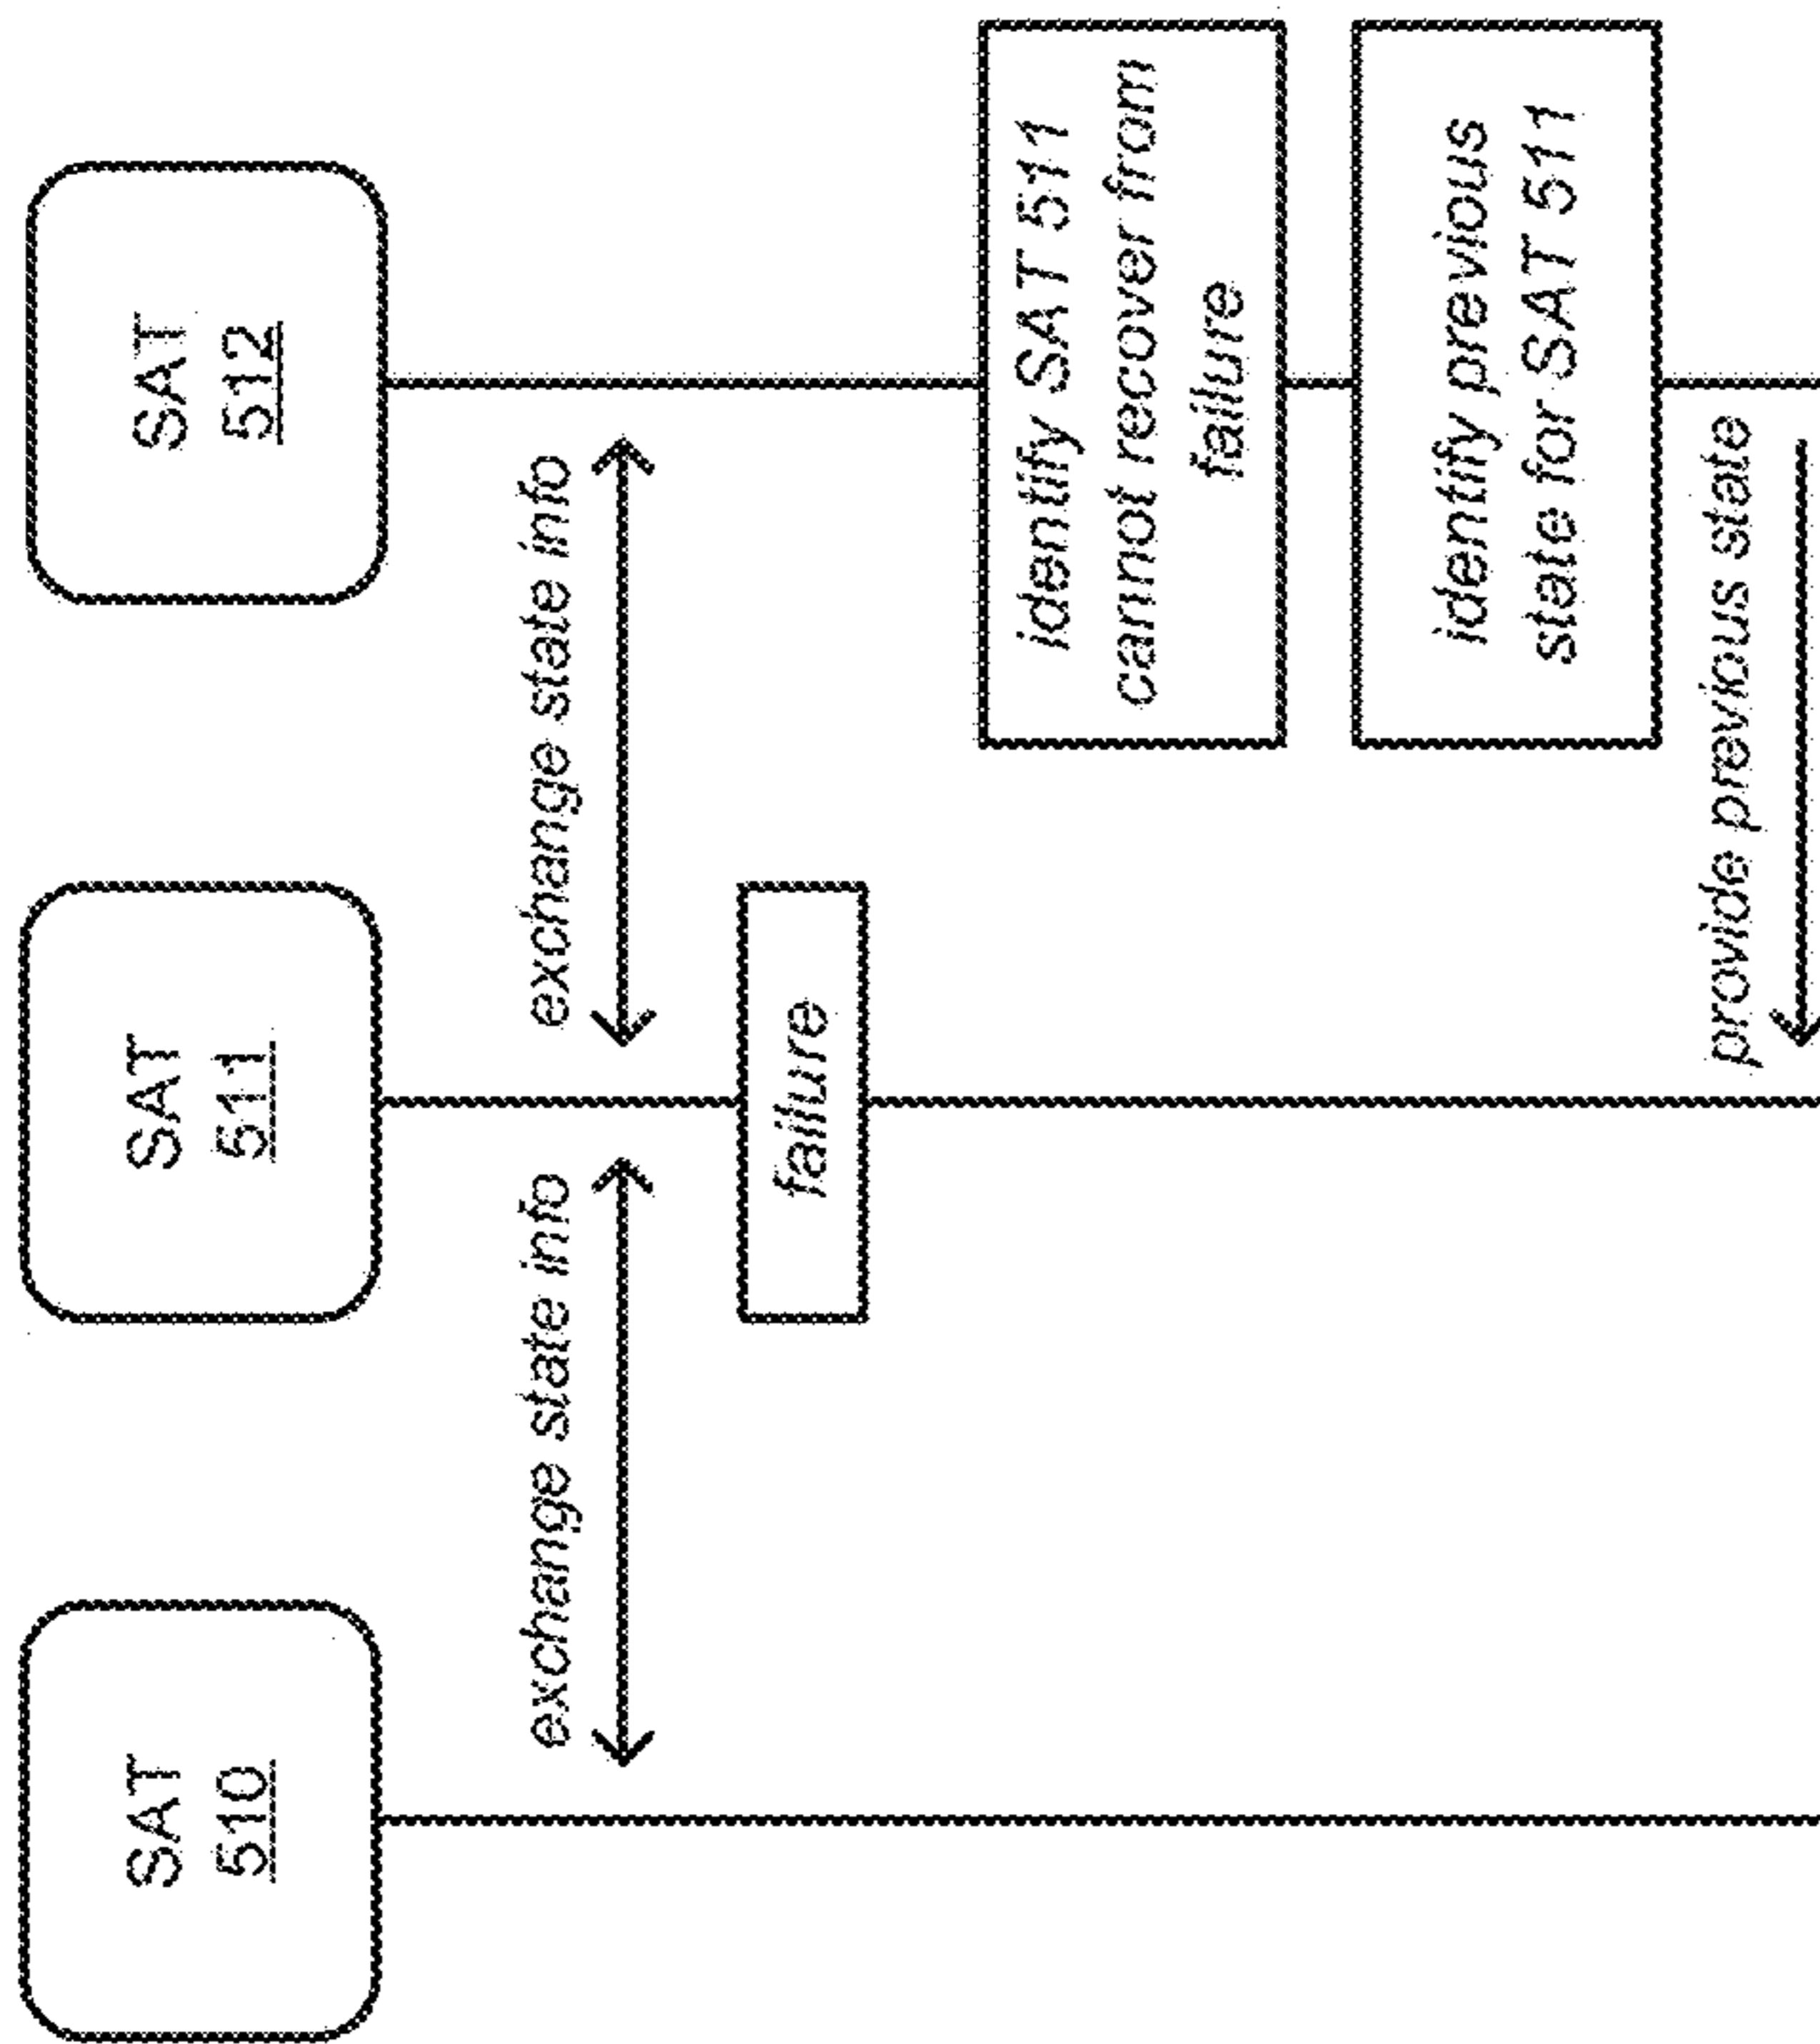 SAT
510
SAT
511
SAT
512
exchange state info
exchange state info
failure
identify SAT 511
cannot recover from
failure
identify previous
state for SAT 511
provide previous state